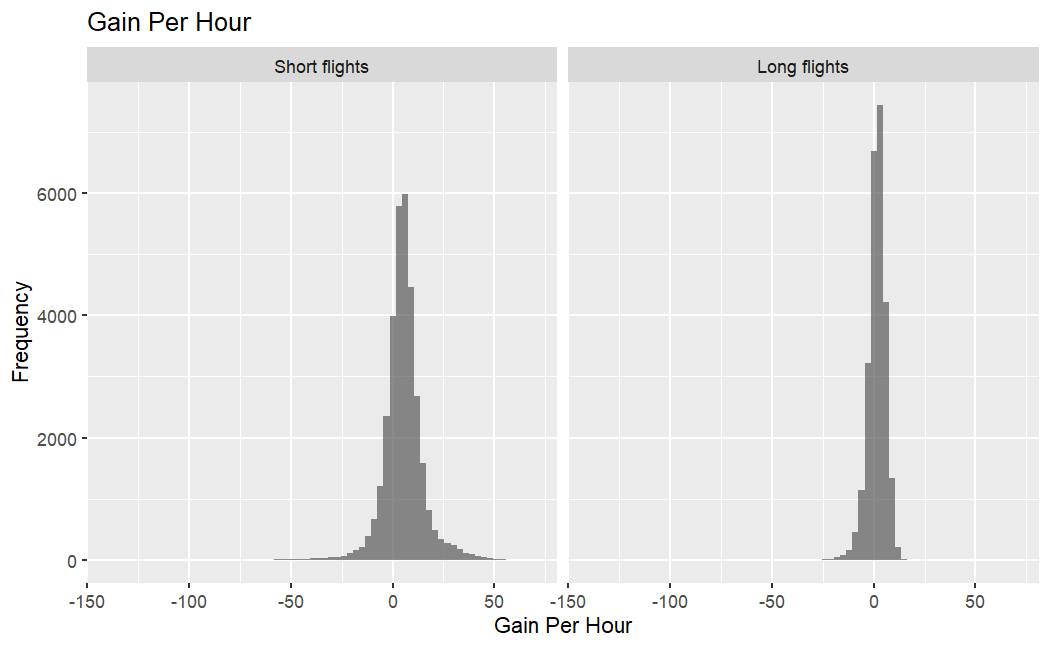 Gain Per Hour
Short flights
Long flights
Frequency
6000
4000
2000
0
-150 -100 -50 0 50
-150 -100 -50 0 50
Gain Per Hour